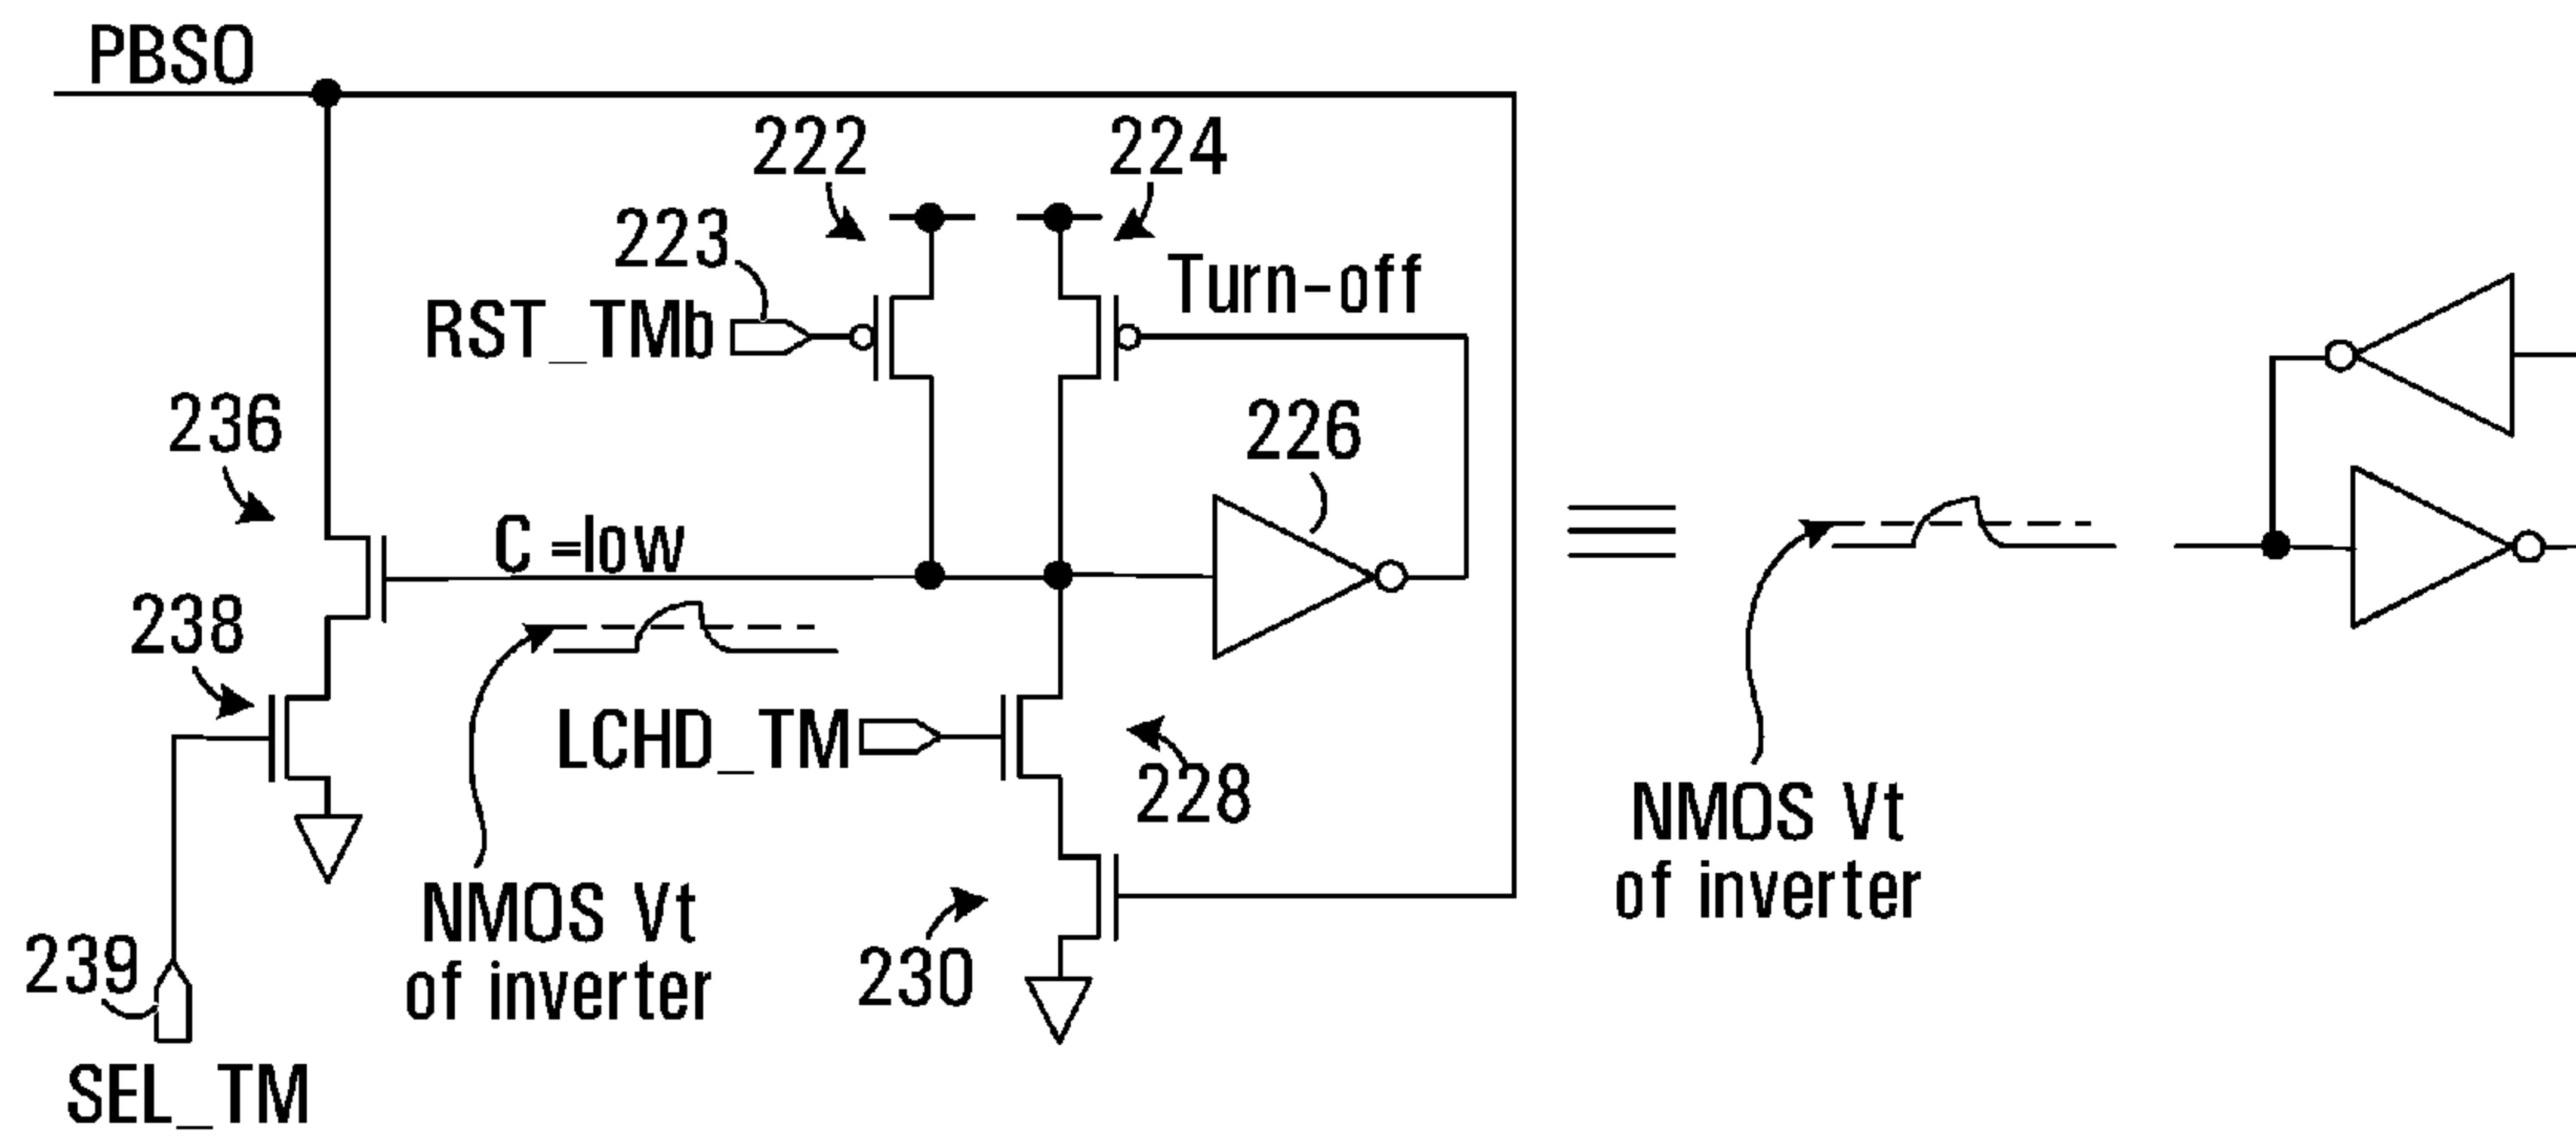 PBSO
222
224
223
Turn-off
RST_TMb
236
226
C =low
238
LCHD_TM
228
NMOS Vt
of inverter
NMOS Vt
of inverter
239
230
SEL_TM